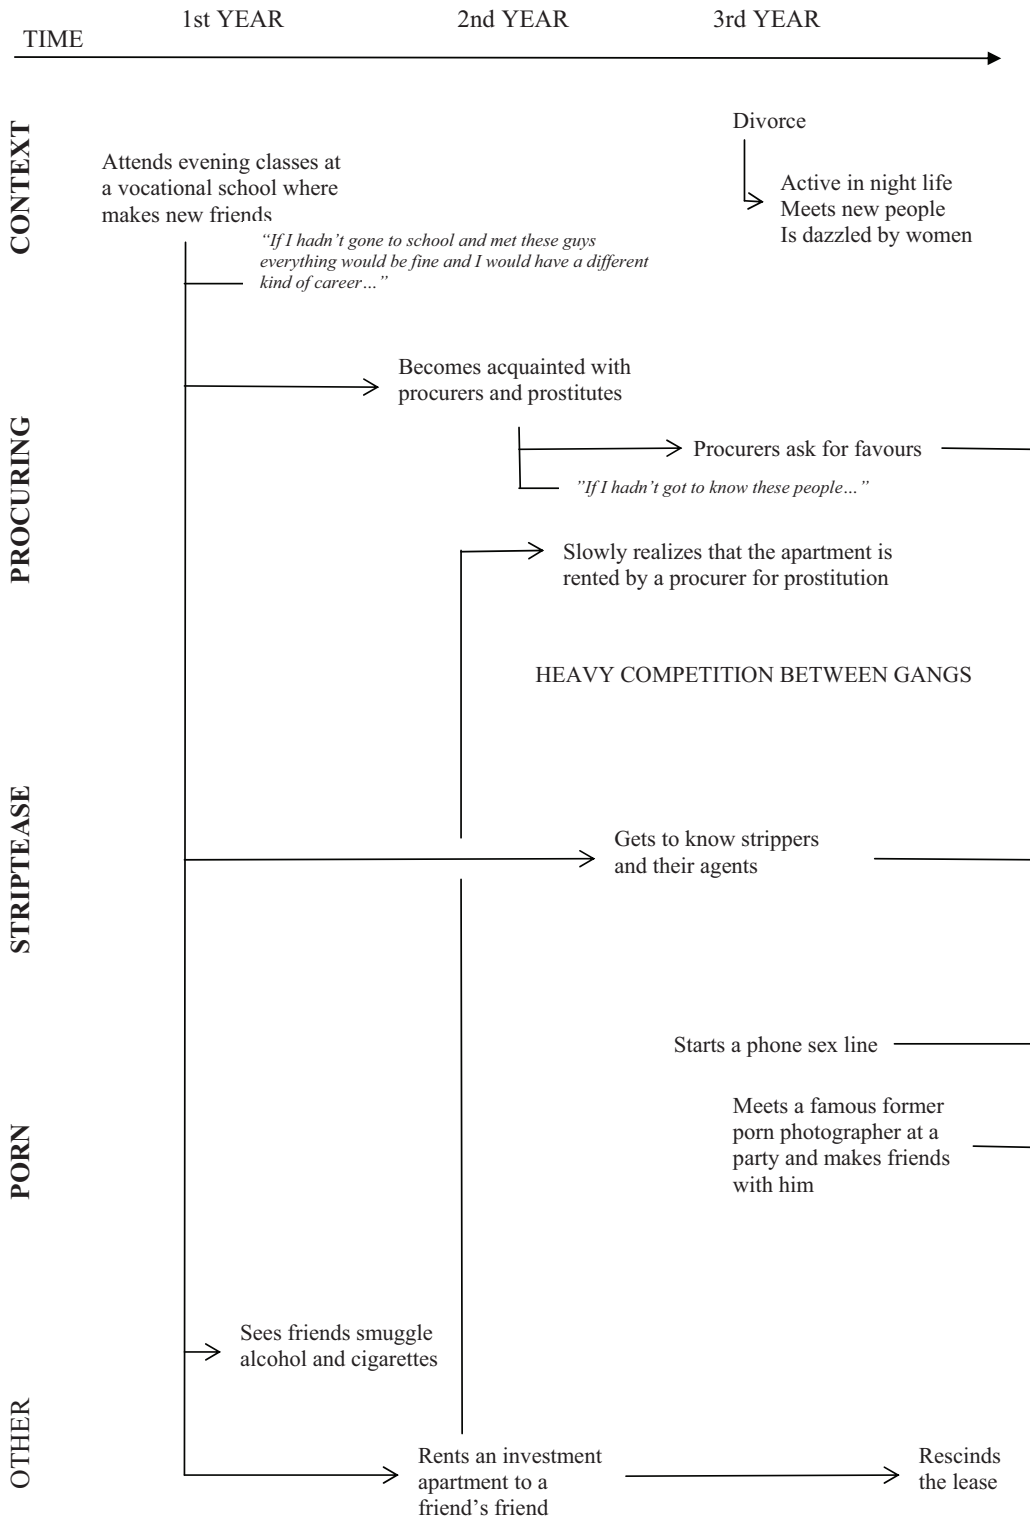 1st YEAR
2nd YEAR
3rd YEAR
TIME
CONTEXT
Divorce
Attends evening classes at
a vocational school where
makes new friends
Active in night life
Meets new people
Is dazzled by women
"If I hadn't gone to school and met these guys
everything would be fine and I would have a different
kind of career…"
PROCURING
Becomes acquainted with
procurers and prostitutes
Procurers ask for favours
"If I hadn't got to know these people…"
Slowly realizes that the apartment is
rented by a procurer for prostitution
HEAVY COMPETITION BETWEEN GANGS
STRIPTEASE
Gets to know strippers
and their agents
PORN
Starts a phone sex line
Meets a famous former
porn photographer at a
party and makes friends
with him
OTHER
Sees friends smuggle
alcohol and cigarettes
Rents an investment
apartment to a
friend's friend
Rescinds
the lease